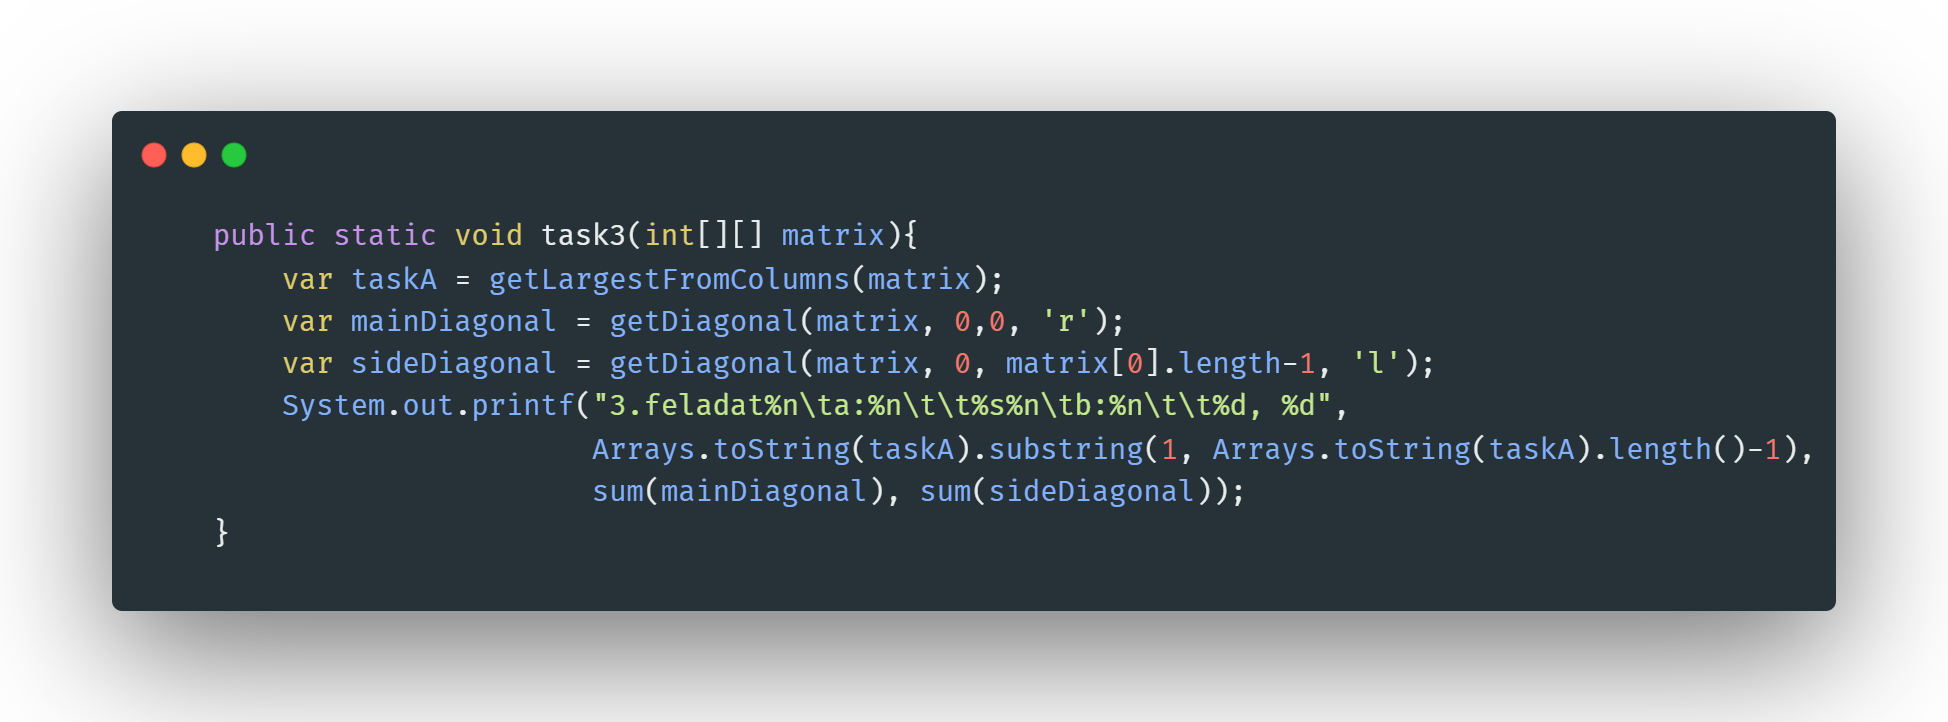 public static void task3(int[][] matrix){
    var taskA = getLargestFromColumns(matrix);
    var mainDiagonal = getDiagonal(matrix, 0,0, 'r');
    var sideDiagonal = getDiagonal(matrix, 0, matrix[0].length-1, 'l');
    System.out.printf("3.feladat%n\ta:%n\t\t%s%n\tb:%n\t\t%d, %d",
                      Arrays.toString(taskA).substring(1, Arrays.toString(taskA).length()-1),
                      sum(mainDiagonal), sum(sideDiagonal));
}